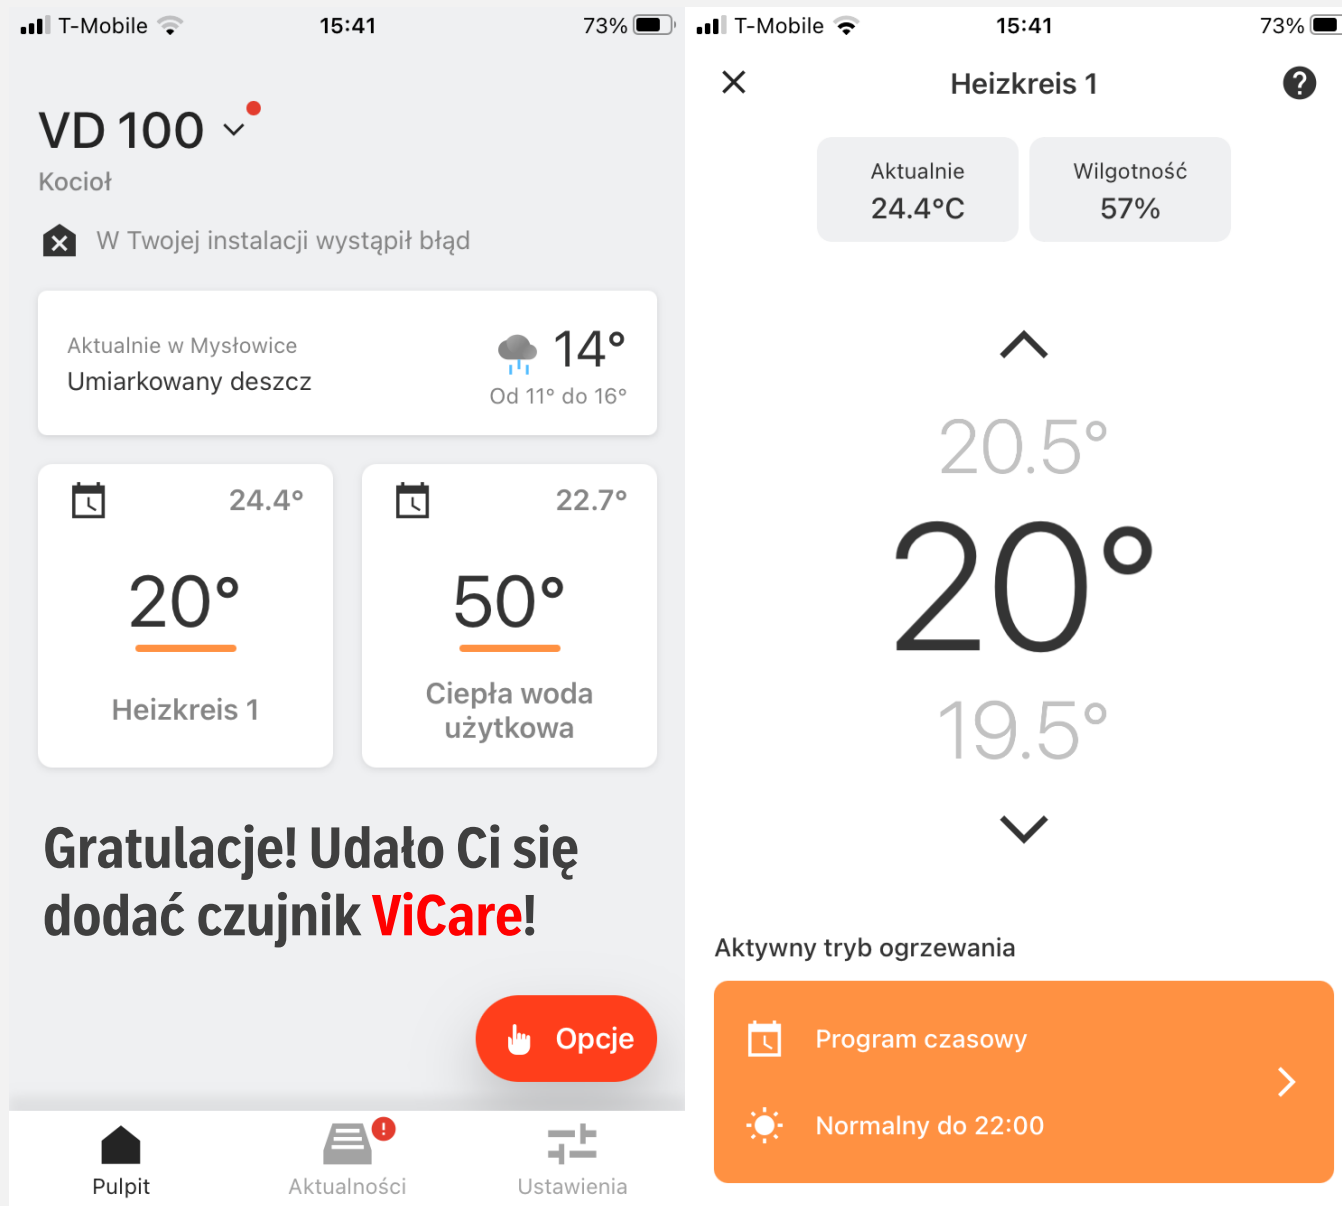 T-Mobile 15:41 73%
VD 100
Kocioł
W Twojej instalacji wystąpił błąd
Aktualnie w Mysłowice
Umiarkowany deszcz
14°
Od 11° do 16°
24.4°
20°
Heizkreis 1
22.7°
50°
Ciepła woda
użytkowa
Gratulacje! Udało Ci się
dodać czujnik ViCare!
Opcje
Pulpit
!
Aktualności
Ustawienia
T-Mobile 15:41 73%
Heizkreis 1
?
Aktualnie
24.4°C
Wilgotność
57%
20.5°
20°
19.5°
Aktywny tryb ogrzewania
Program czasowy
Normalny do 22:00